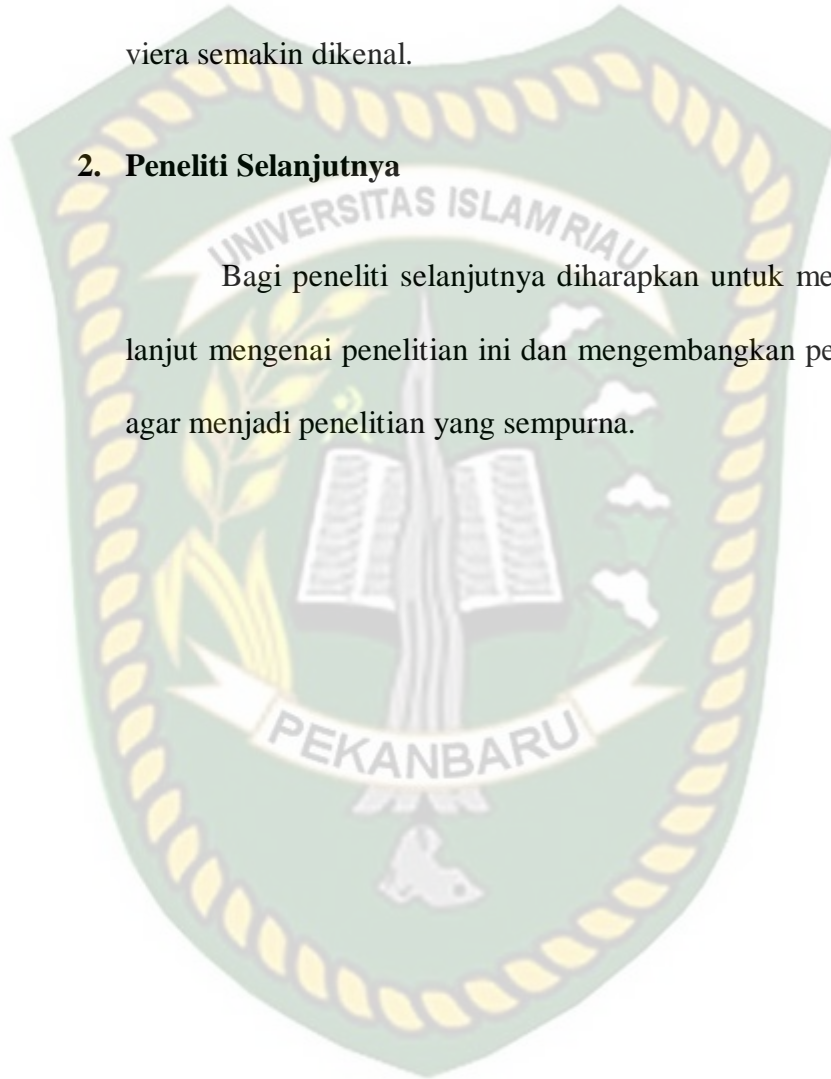 viera semakin dikenal.
2. Peneliti Selanjutnya
UNIVERSITAS ISLAM RIAU
Bagi peneliti selanjutnya diharapkan untuk me
lanjut mengenai penelitian ini dan mengembangkan pe
agar menjadi penelitian yang sempurna.
PEKANBARU